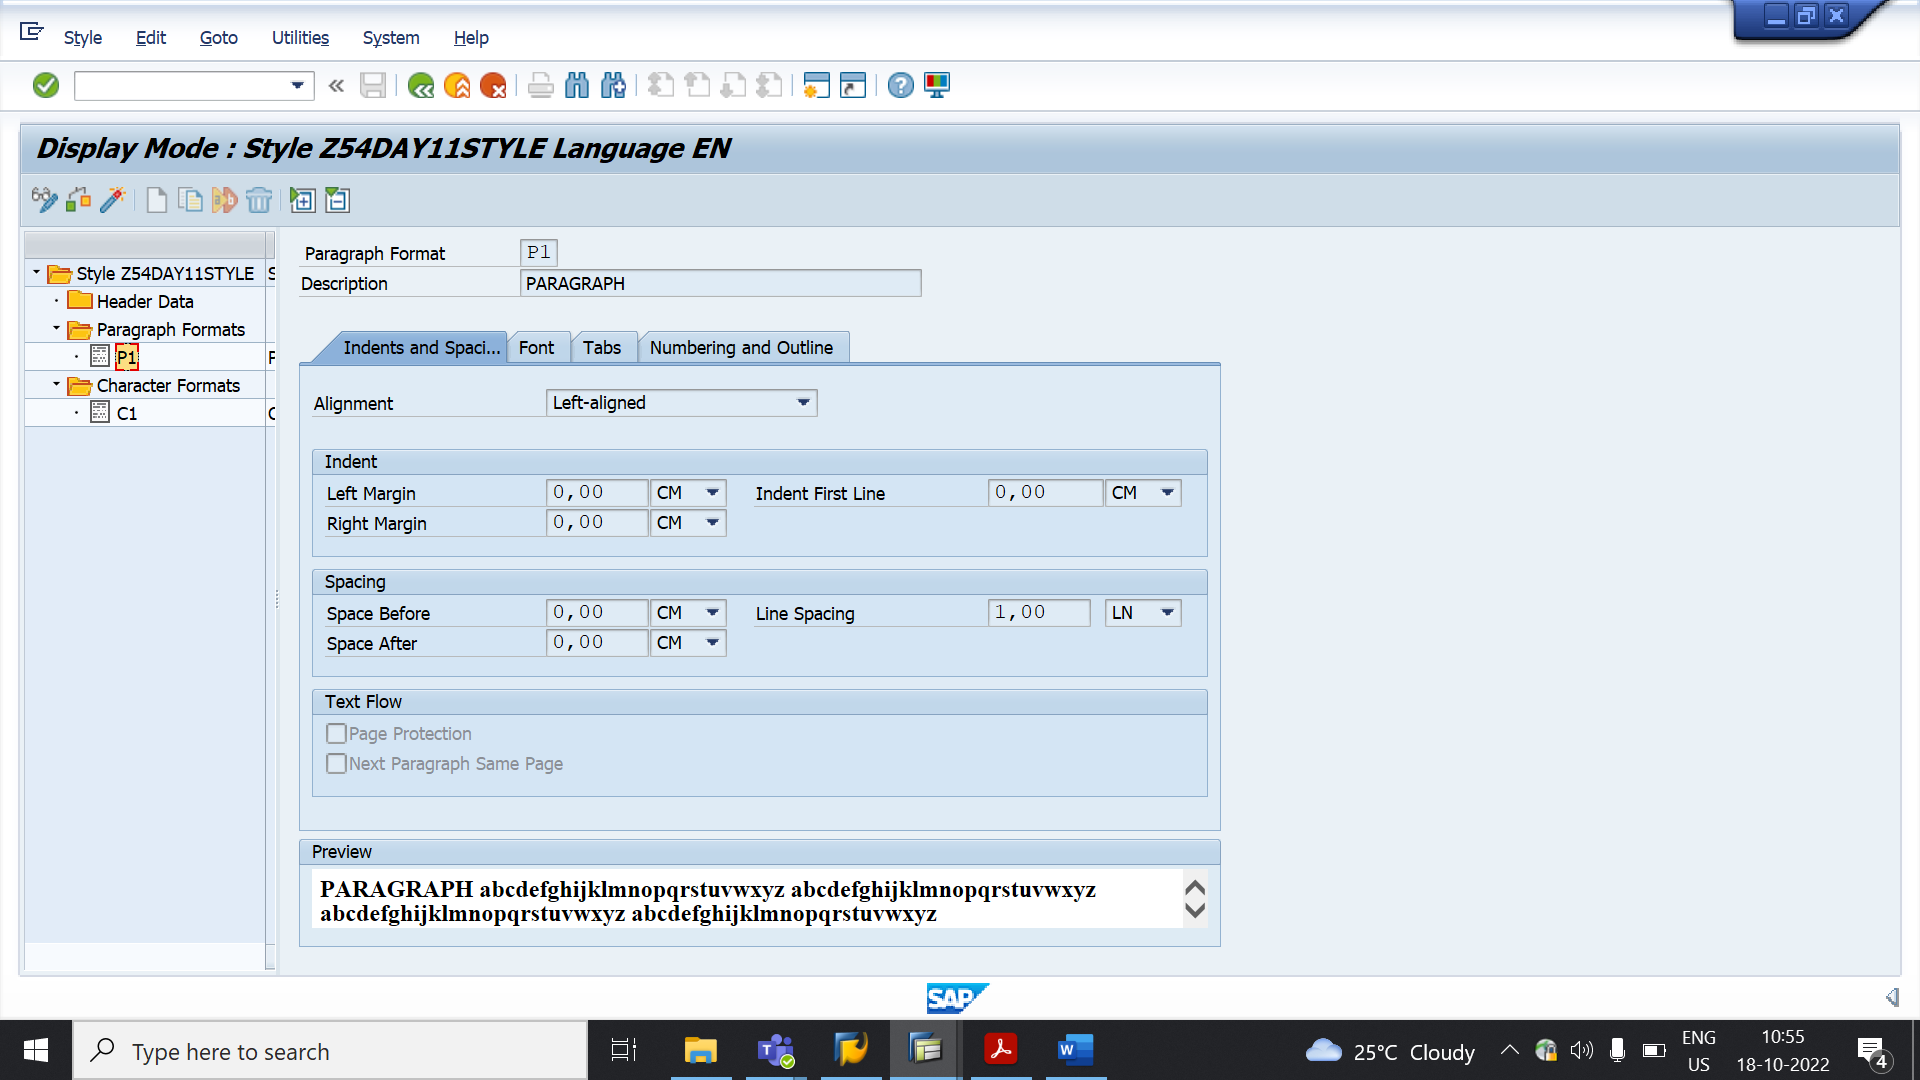 Style Edit Goto Utilities System Help
Display Mode : Style Z54DAY11STYLE Language EN
Style Z54DAY11STYLE S
Header Data
Paragraph Formats
P1 P
Character Formats
C1 C
Paragraph Format P1
Description PARAGRAPH
Indents and Spaci... Font Tabs Numbering and Outline
Alignment Left-aligned
Indent
Left Margin 0,00 CM Indent First Line 0,00 CM
Right Margin 0,00 CM
Spacing
Space Before 0,00 CM Line Spacing 1,00 LN
Space After 0,00 CM
Text Flow
Page Protection
Next Paragraph Same Page
Preview
PARAGRAPH abcdefghijklmnopqrstuvwxyz abcdefghijklmnopqrstuvwxyz
abcdefghijklmnopqrstuvwxyz abcdefghijklmnopqrstuvwxyz
SAP
Type here to search
25°C Cloudy
ENG
US
10:55
18-10-2022
4